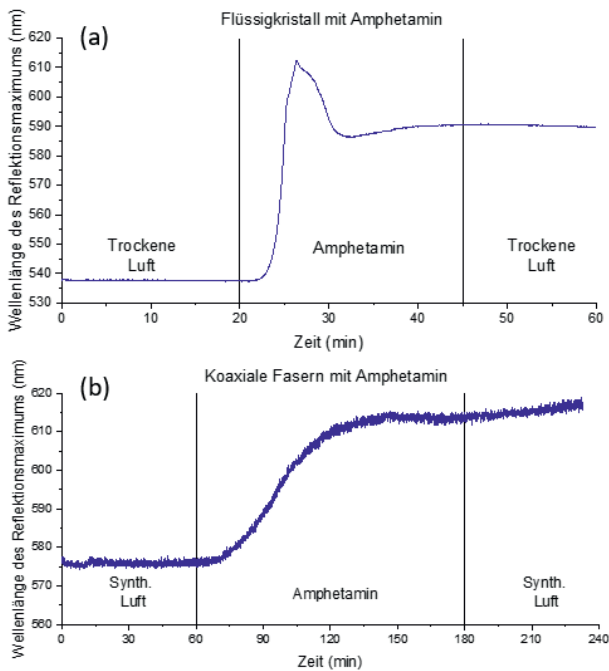 Flüssigkristall mit Amphetamin
(a)
Wellenlänge des Reflektionsmaximums (nm)
620
610
600
590
580
570
560
550
540
530
Trockene
Luft
Amphetamin
Trockene
Luft
0 10 20 30 40 50 60
Zeit (min)
Koaxiale Fasern mit Amphetamin
(b)
Wellenlänge des Reflektionsmaximums (nm)
620
610
600
590
580
570
560
Synth.
Luft
Amphetamin
Synth.
Luft
0 30 60 90 120 150 180 210 240
Zeit (min)